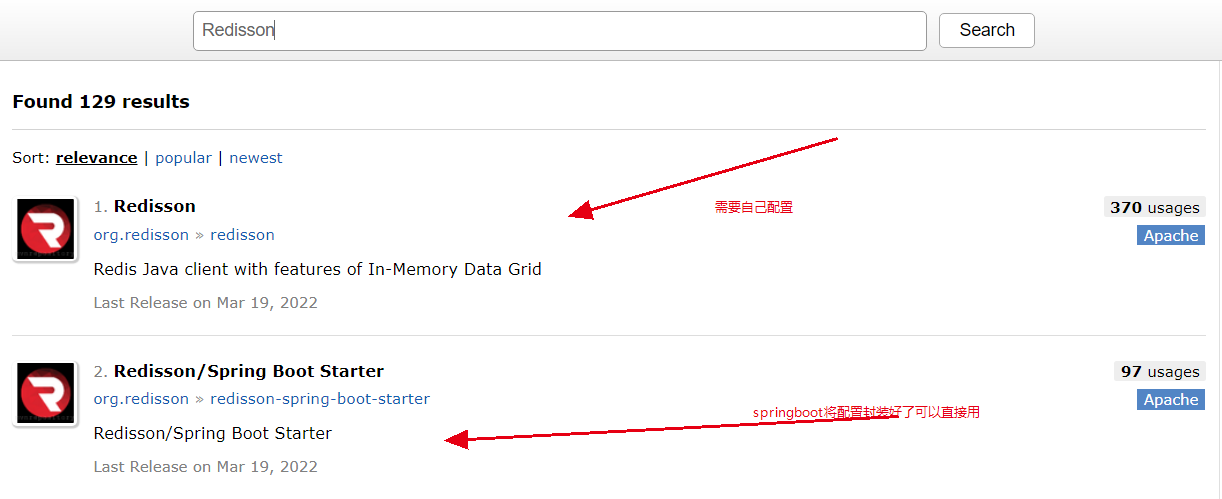 Redisson
Search
Found 129 results
Sort: relevance | popular | newest
1. Redisson
需要自己配置
370 usages
org.redisson » redisson
Apache
Redis Java client with features of In-Memory Data Grid
Last Release on Mar 19, 2022
2. Redisson/Spring Boot Starter
97 usages
org.redisson » redisson-spring-boot-starter
Apache
springboot将配置封装好了可以直接用
Redisson/Spring Boot Starter
Last Release on Mar 19, 2022